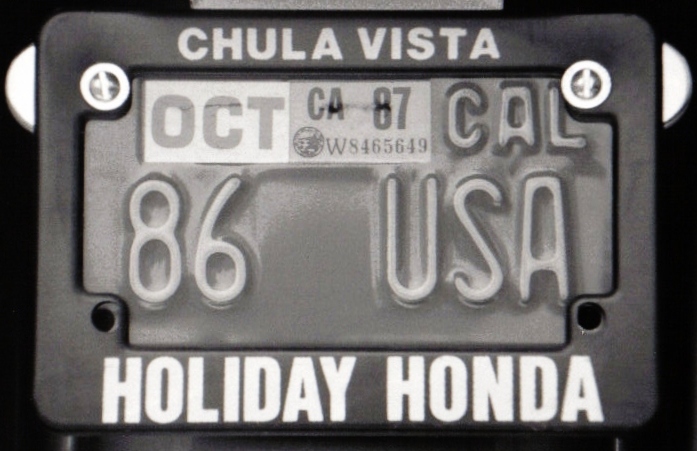 CHULA VISTA
OCT CA 87 CAL
W8465649
86 USA
HOLIDAY HONDA